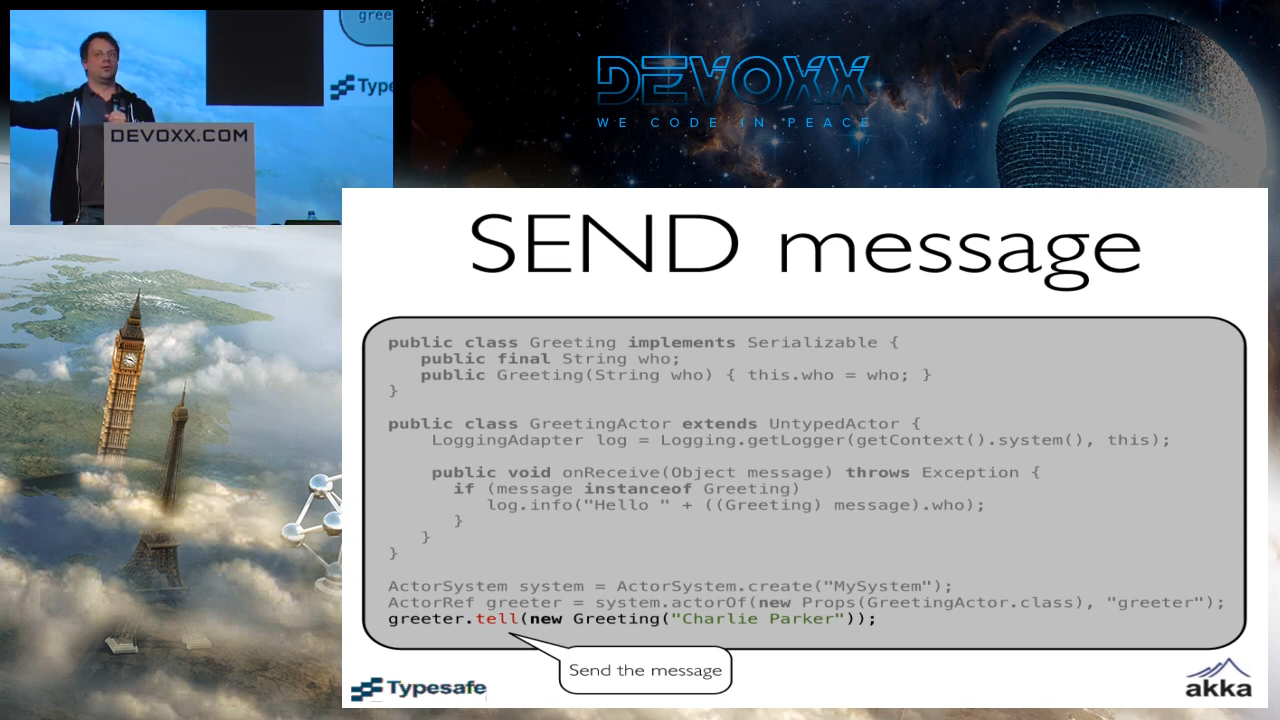 gree
Type
DEVOXX.COM
DEVOXX
WE CODE IN PEACE
SEND message
public class Greeting implements Serializable {
   public final String who;
   public Greeting(String who) { this.who = who; }
}
public class GreetingActor extends UntypedActor {
    LoggingAdapter log = Logging.getLogger(getContext().system(), this);
    public void onReceive(Object message) throws Exception {
      if (message instanceof Greeting)
         log.info("Hello " + ((Greeting) message).who);
      }
   }
}
ActorSystem system = ActorSystem.create("MySystem");
ActorRef greeter = system.actorOf(new Props(GreetingActor.class), "greeter");
greeter.tell(new Greeting("Charlie Parker"));
Send the message
Typesafe
akka